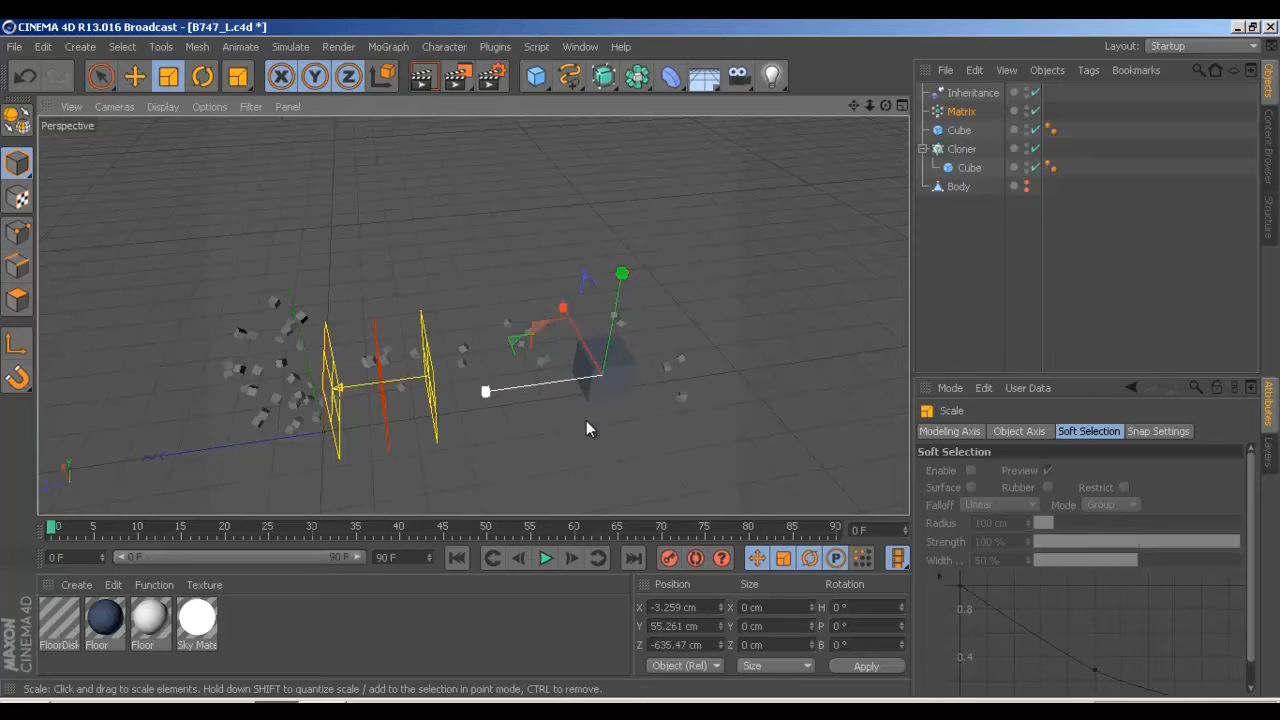 CINEMA 4D R13.016 Broadcast - [B747_L.c4d *]
File Edit Create Select Tools Mesh Animate Simulate Render MoGraph Character Plugins Script Window Help Layout: Startup
File Edit View Objects Tags Bookmarks
View Cameras Display Options Filter Panel
Perspective
Inheritance
Matrix
Cube
Cloner
Cube
Body
Objects
Content Browser
Structure
Mode Edit User Data
Scale
Modeling Axis Object Axis Soft Selection Snap Settings
Soft Selection
Enable Preview
Surface Rubber Restrict
Falloff Linear Mode Group
Radius 100 cm
Strength 100 %
Width . . 50 %
0.8
0.4
Attributes
Layers
X Y Z
0 5 10 15 20 25 30 35 40 45 50 55 60 65 70 75 80 85 90 0 F
0 F 0 F 90 F 90 F
Create Edit Function Texture
FloorDisk Floor Floor Sky Mate
Position Size Rotation
X -3.259 cm X 0 cm H 0 °
Y 55.261 cm Y 0 cm P 0 °
Z -635.47 cm Z 0 cm B 0 °
Object (Rel) Size Apply
MAXON CINEMA4D
Scale: Click and drag to scale elements. Hold down SHIFT to quantize scale / add to the selection in point mode, CTRL to remove.